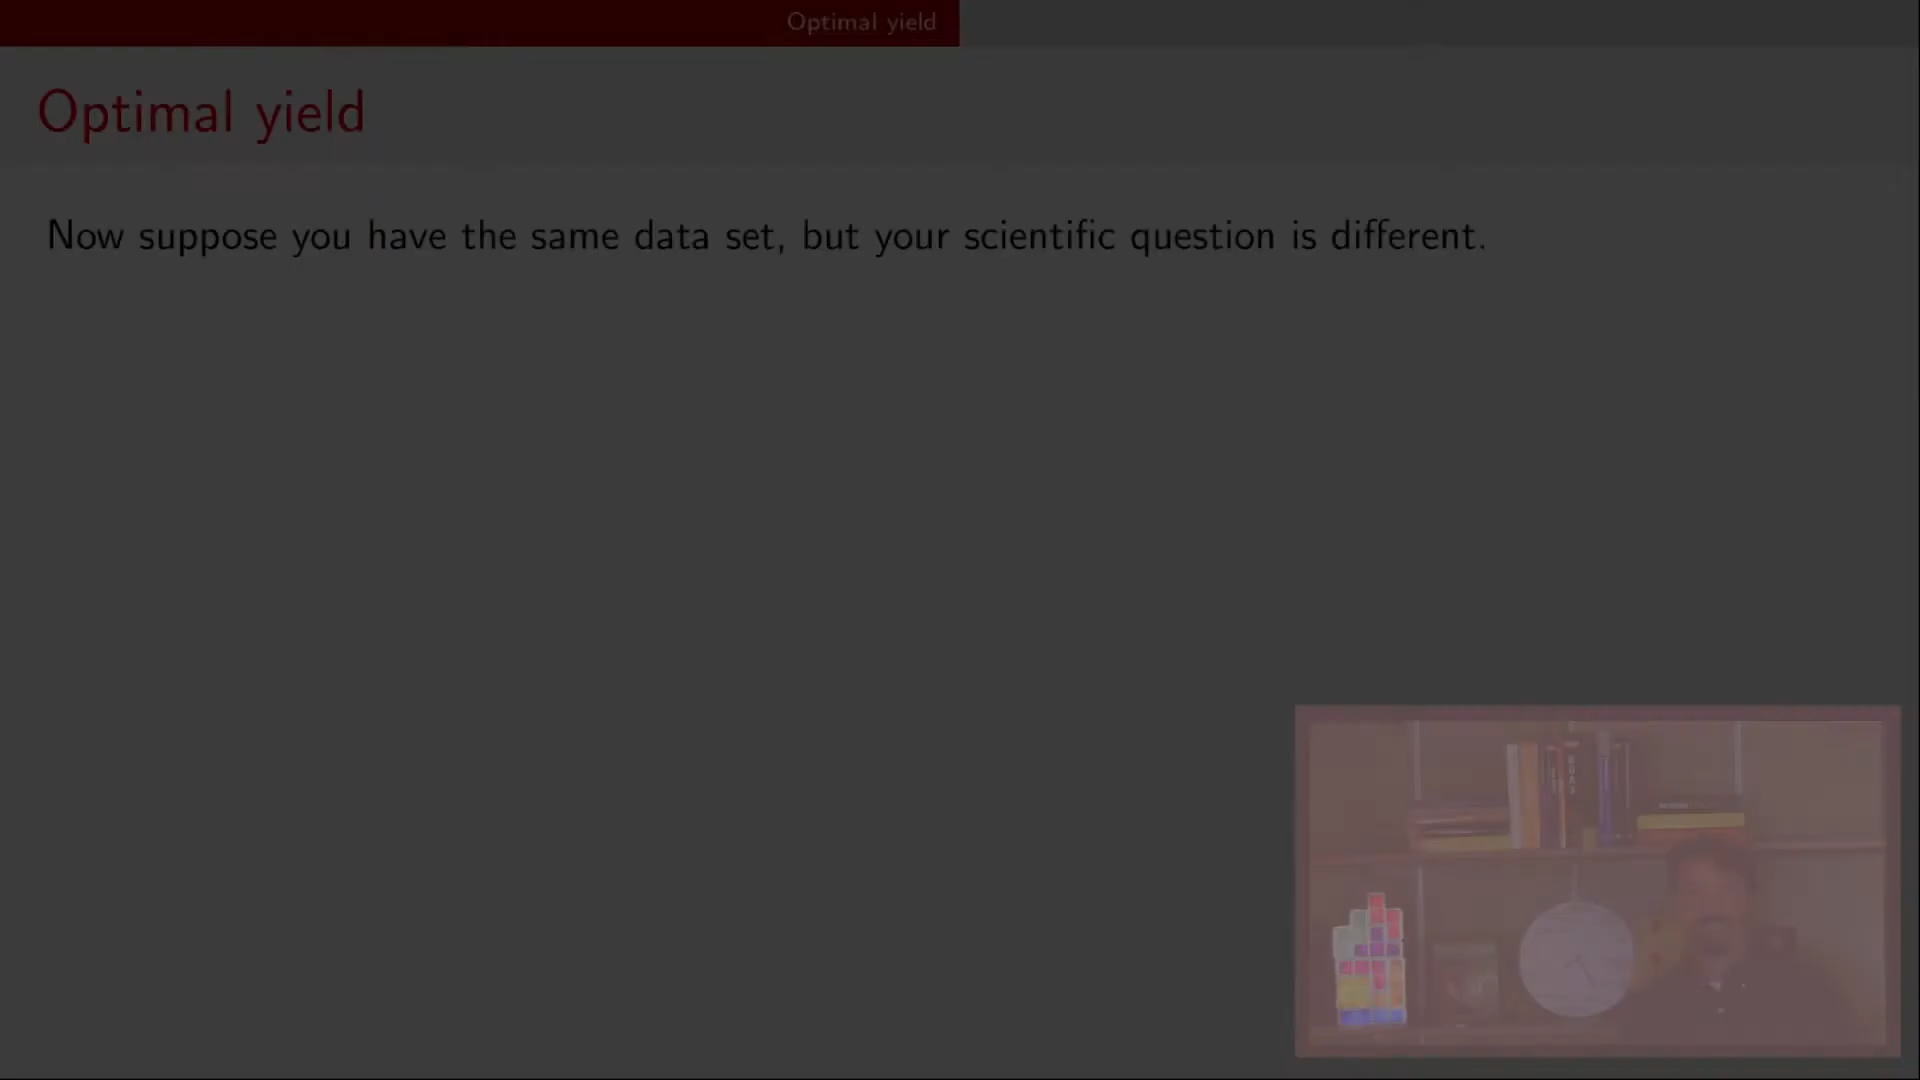 Optimal yield
Optimal yield
Now suppose you have the same data set, but your scientific question is different.